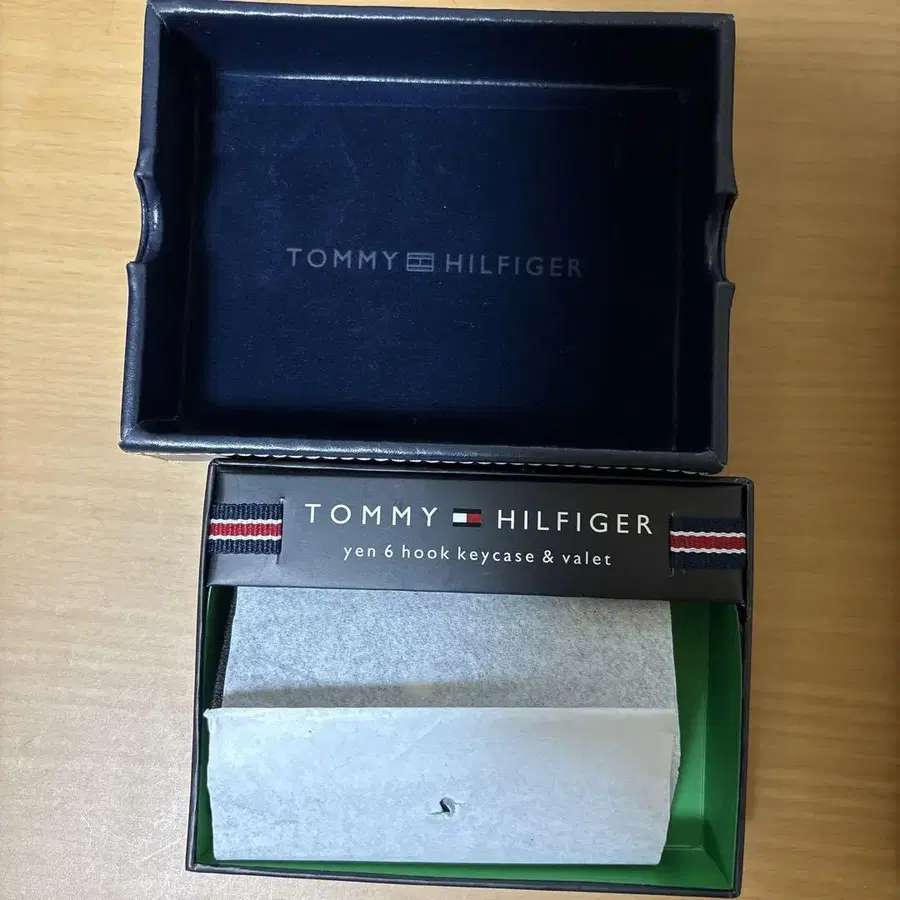 TOMMY HILFIGER
TOMMY HILFIGER
yen 6 hook keycase & valet